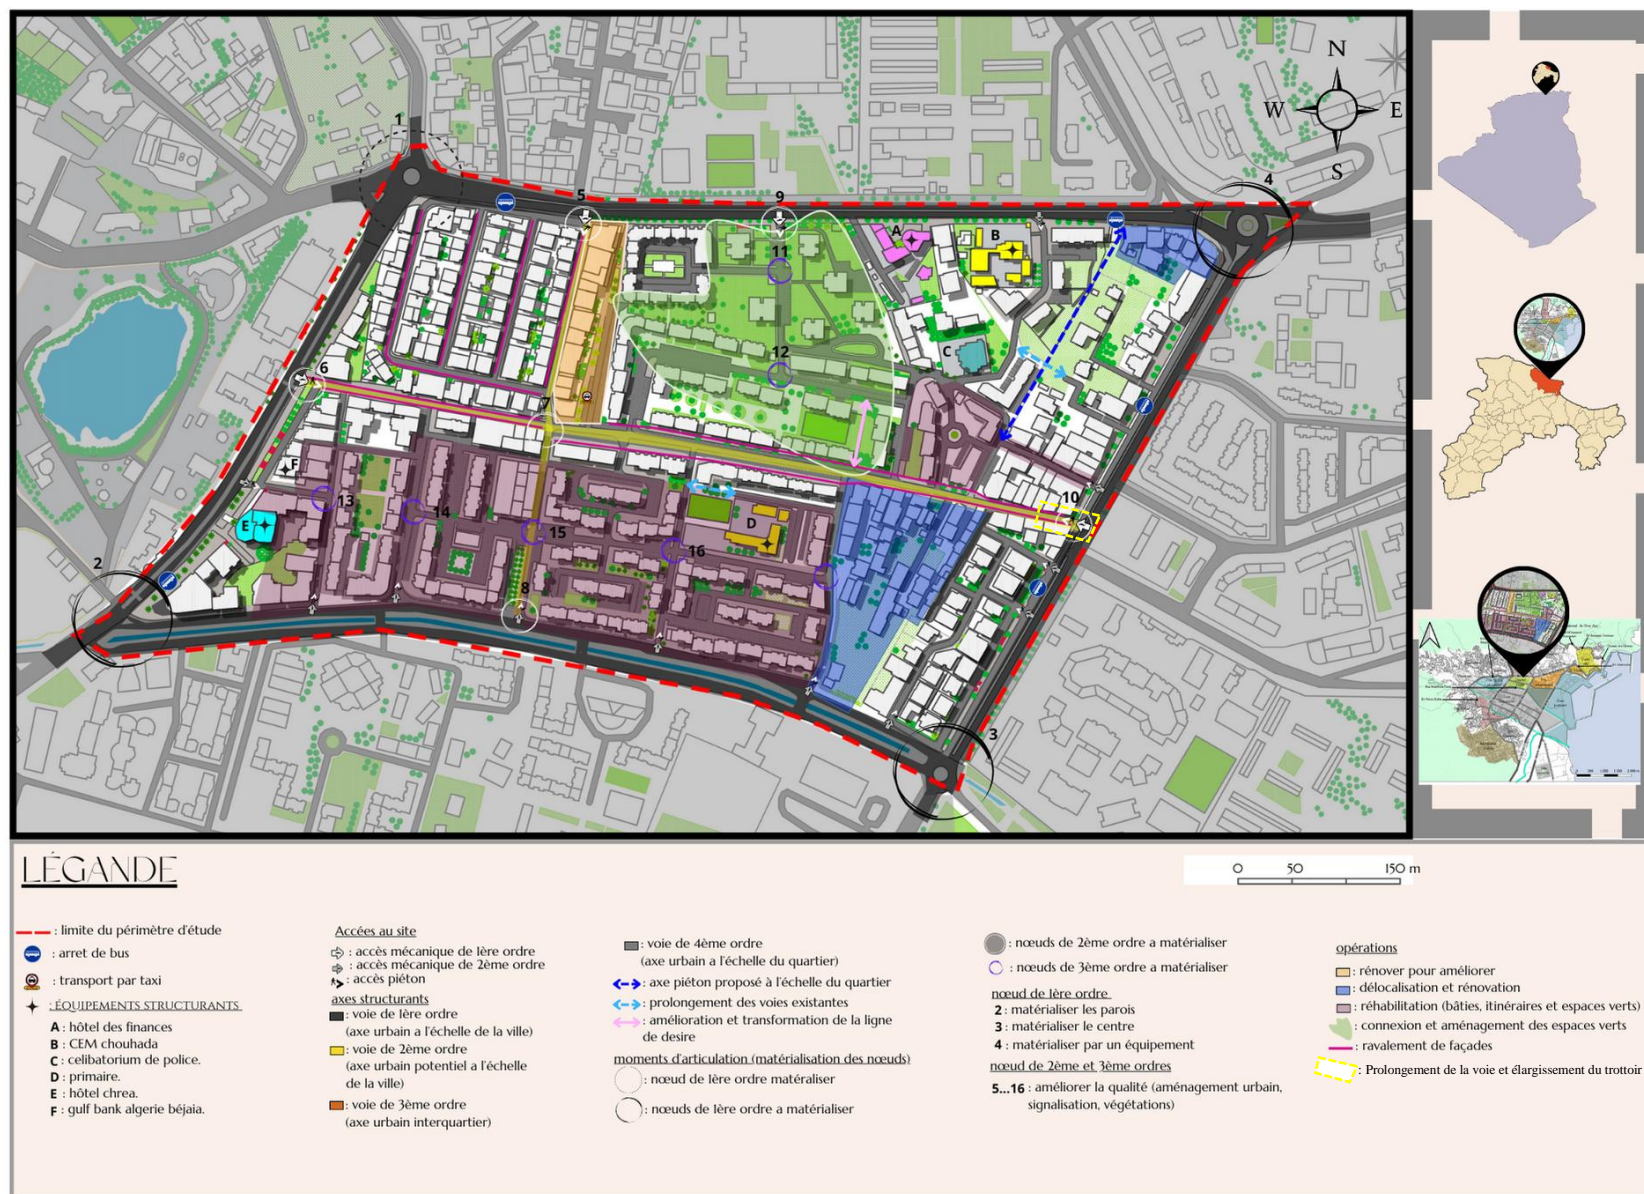 N
W
E
S
1
5
9
4
A
B
11
C
12
6
7
F
10
13
14
D
E
15
16
2
8
3
LÉGANDE
0 50 150 m
: limite du périmètre d'étude
: arret de bus
: transport par taxi
: ÉQUIPEMENTS STRUCTURANTS
A : hôtel des finances
B : CEM chouhada
C : celibatorium de police.
D : primaire.
E : hôtel chrea.
F : gulf bank algerie béjaia.
Accées au site
: accès mécanique de 1ère ordre
: accès mécanique de 2ème ordre
: accès piéton
axes structurants
: voie de 1ère ordre
(axe urbain a l'échelle de la ville)
: voie de 2ème ordre
(axe urbain potentiel a l'échelle
de la ville)
: voie de 3ème ordre
(axe urbain interquartier)
: voie de 4ème ordre
(axe urbain a l'échelle du quartier)
: axe piéton proposé à l'échelle du quartier
: prolongement des voies existantes
: amélioration et transformation de la ligne
de desire
moments d'articulation (matérialisation des nœuds)
: nœud de 1ère ordre matéraliser
: nœuds de 1ère ordre a matérialiser
: nœuds de 2ème ordre a matérialiser
: nœuds de 3ème ordre a matérialiser
nœud de 1ère ordre
2 : matérialiser les parois
3 : matérialiser le centre
4 : matérialiser par un équipement
nœud de 2ème et 3ème ordres
5...16 : améliorer la qualité (aménagement urbain,
signalisation, végétations)
opérations
: rénover pour améliorer
: délocalisation et rénovation
: réhabilitation (bâties, itinéraires et espaces verts)
: connexion et aménagement des espaces verts
: ravalement de façades
: Prolongement de la voie et élargissement du trottoir